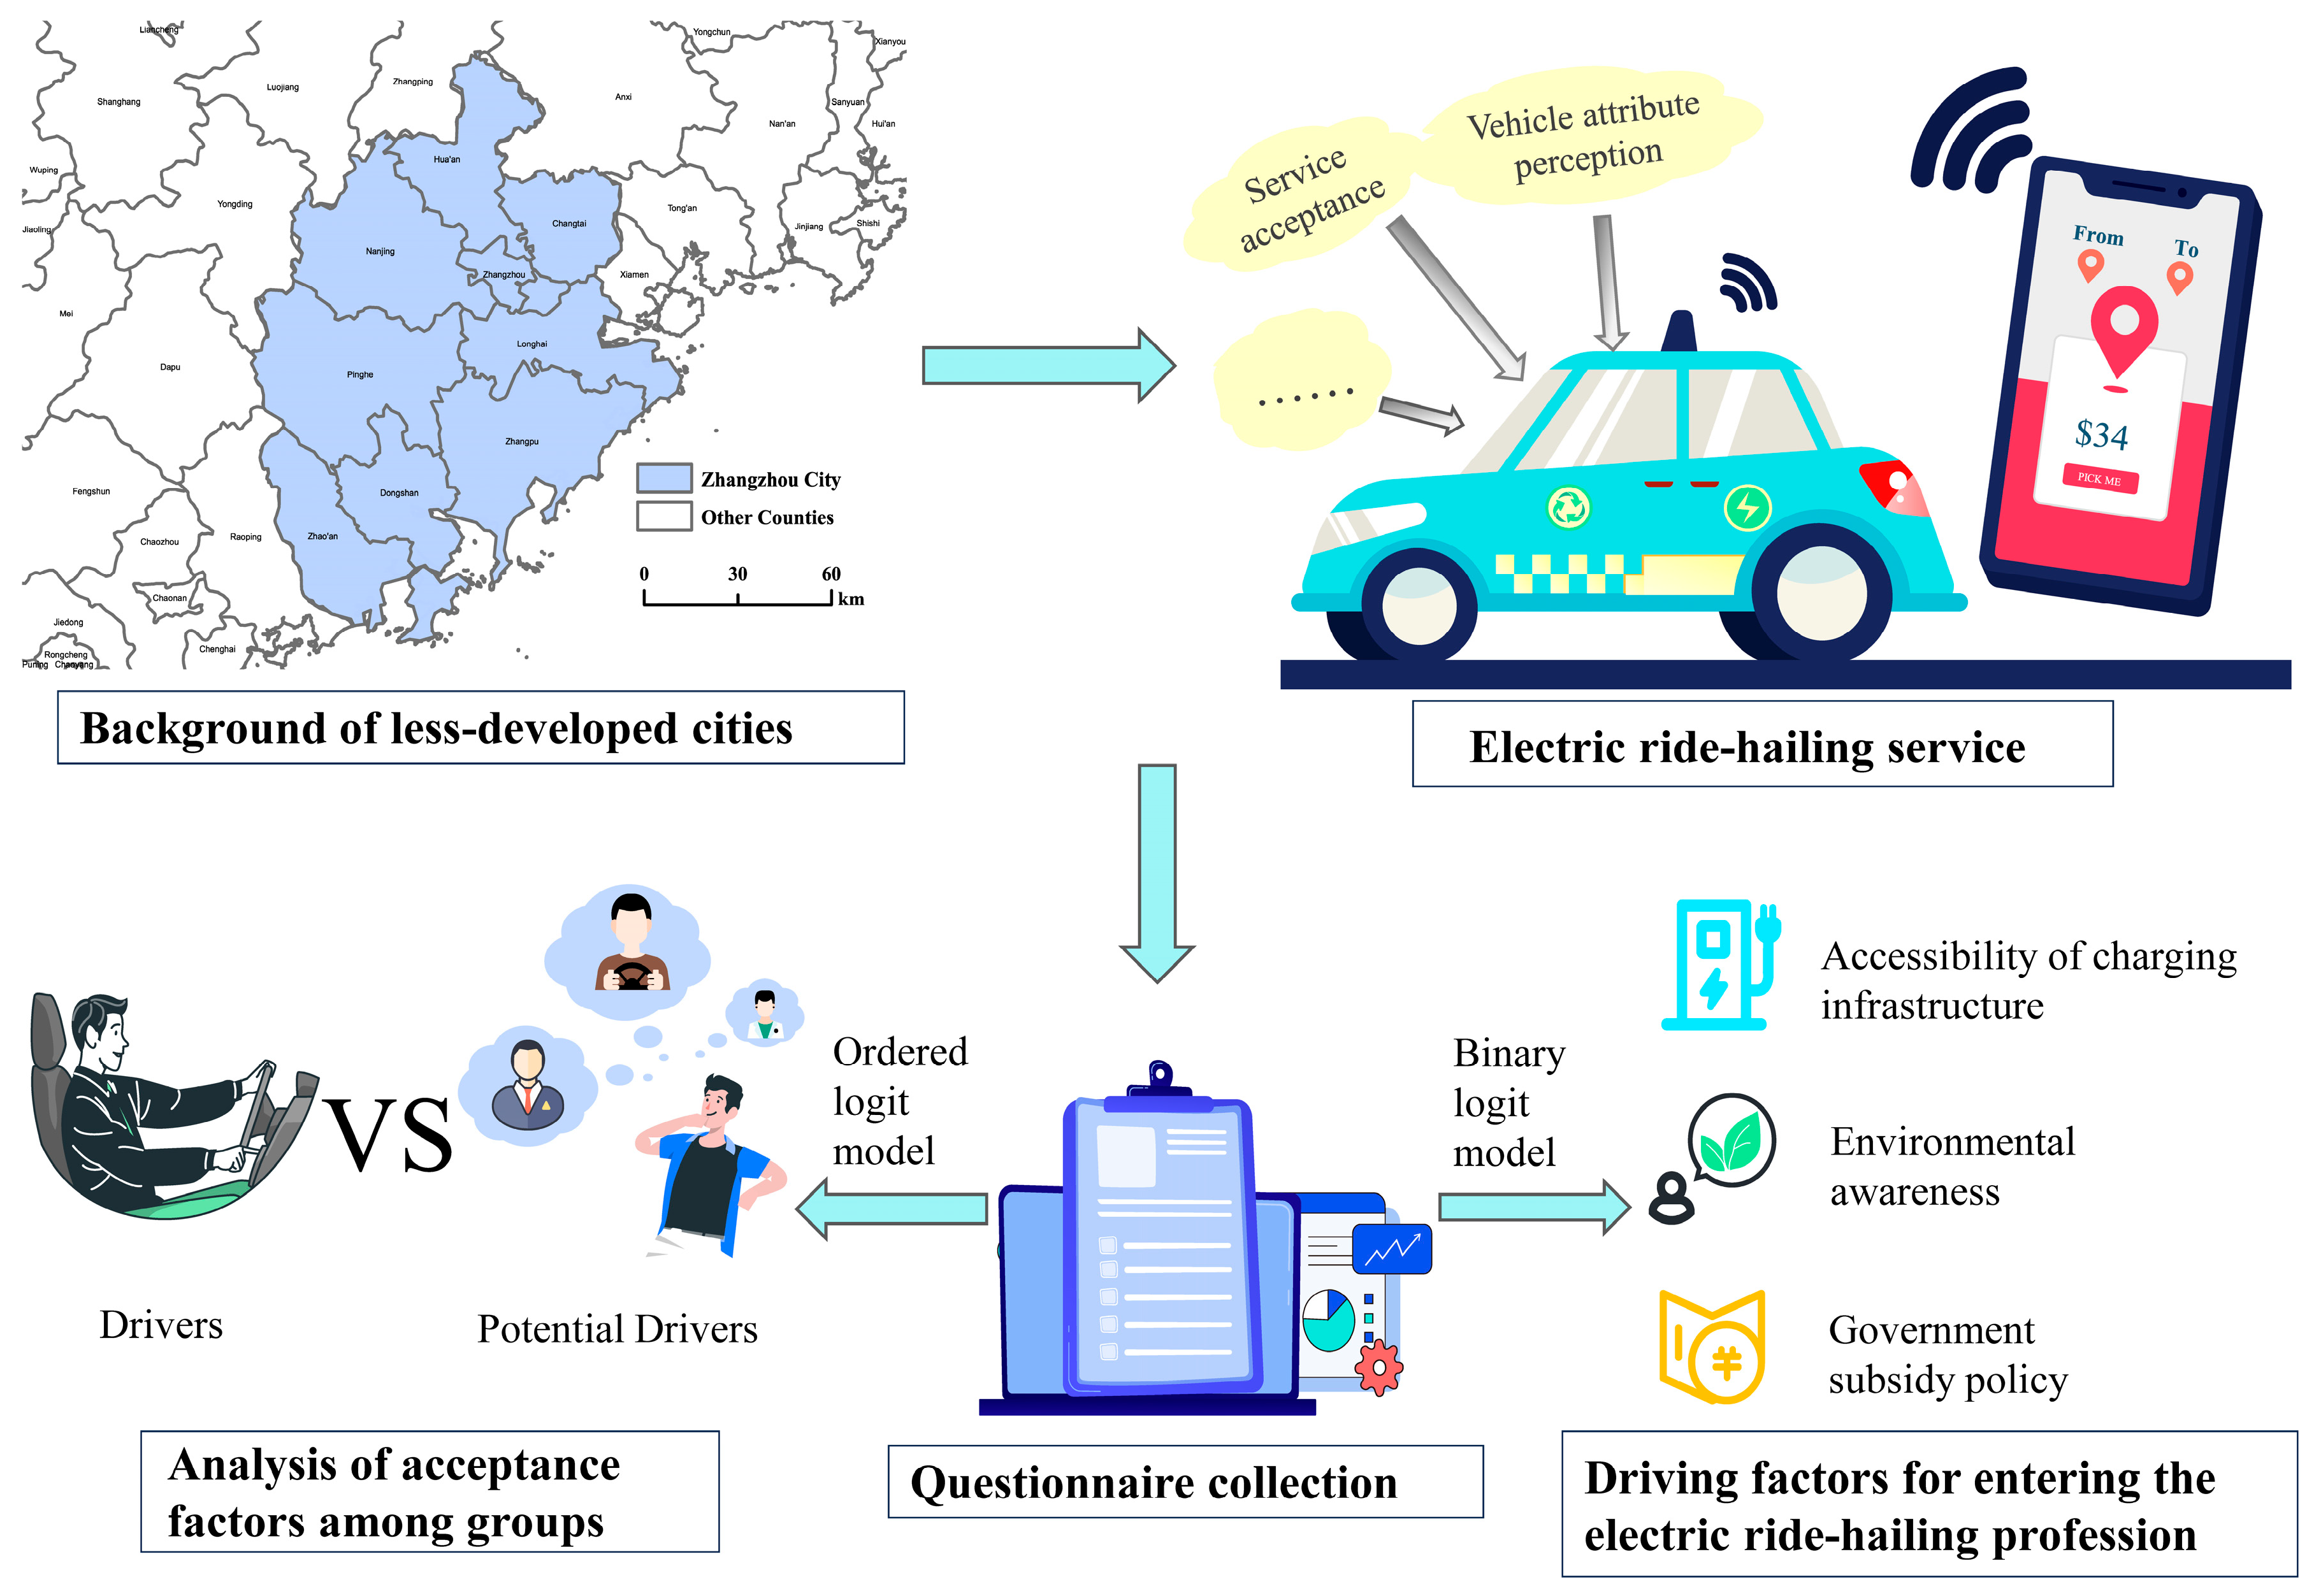 Liancheng
Shanghang
Luojiang
Zhangping
Yongchun
Xianyou
Anxi
Sanyuan
Nan'an
Hui'an
Hua'an
Wuping
Yongding
Changtai
Tong'an
Jinjiang
Shishi
Jiaoling
Nanjing
Zhangzhou
Xiamen
Mei
Longhai
Dapu
Pinghe
Zhangpu
Fengshun
Dongshan
Chaozhou
Raoping
Zhao'an
Chaonan
Jiedong
Chenghai
Rongcheng
Puning
Chaoyang
Zhangzhou City
Other Counties
0 30 60
km
Background of less-developed cities
Service
acceptance
Vehicle attribute
perception
......
From
To
$34
PICK ME
Electric ride-hailing service
VS
Drivers
Potential Drivers
Ordered
logit
model
Analysis of acceptance
factors among groups
Questionnaire collection
Binary
logit
model
Accessibility of charging
infrastructure
Environmental
awareness
Government
subsidy policy
Driving factors for entering the
electric ride-hailing profession